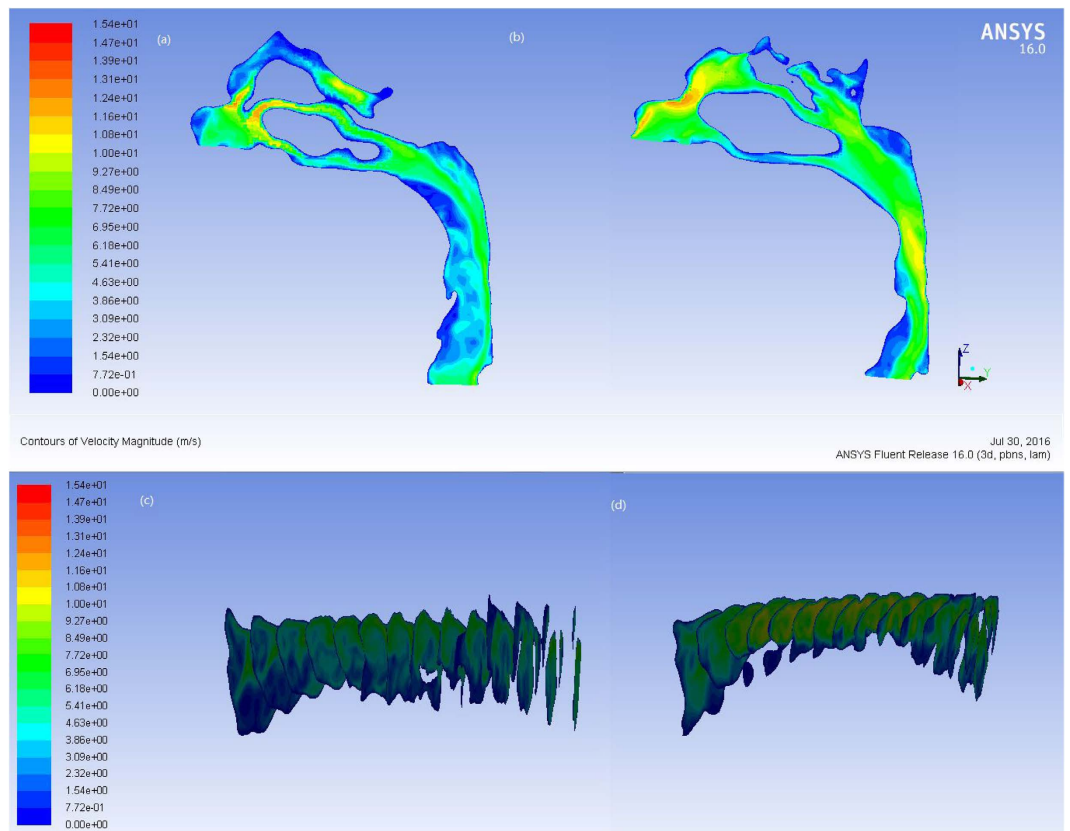 1.54e+01
1.47e+01
1.39e+01
1.31e+01
1.24e+01
1.16e+01
1.08e+01
1.00e+01
9.27e+00
8.49e+00
7.72e+00
6.95e+00
6.18e+00
5.41e+00
4.63e+00
3.86e+00
3.09e+00
2.32e+00
1.54e+00
7.72e-01
0.00e+00
(a)
(b)
ANSYS
16.0
Z
Y
X
Contours of Velocity Magnitude (m/s)
Jul 30, 2016
ANSYS Fluent Release 16.0 (3d, pbns, lam)
1.54e+01
1.47e+01
1.39e+01
1.31e+01
1.24e+01
1.16e+01
1.08e+01
1.00e+01
9.27e+00
8.49e+00
7.72e+00
6.95e+00
6.18e+00
5.41e+00
4.63e+00
3.86e+00
3.09e+00
2.32e+00
1.54e+00
7.72e-01
0.00e+00
(c)
(d)